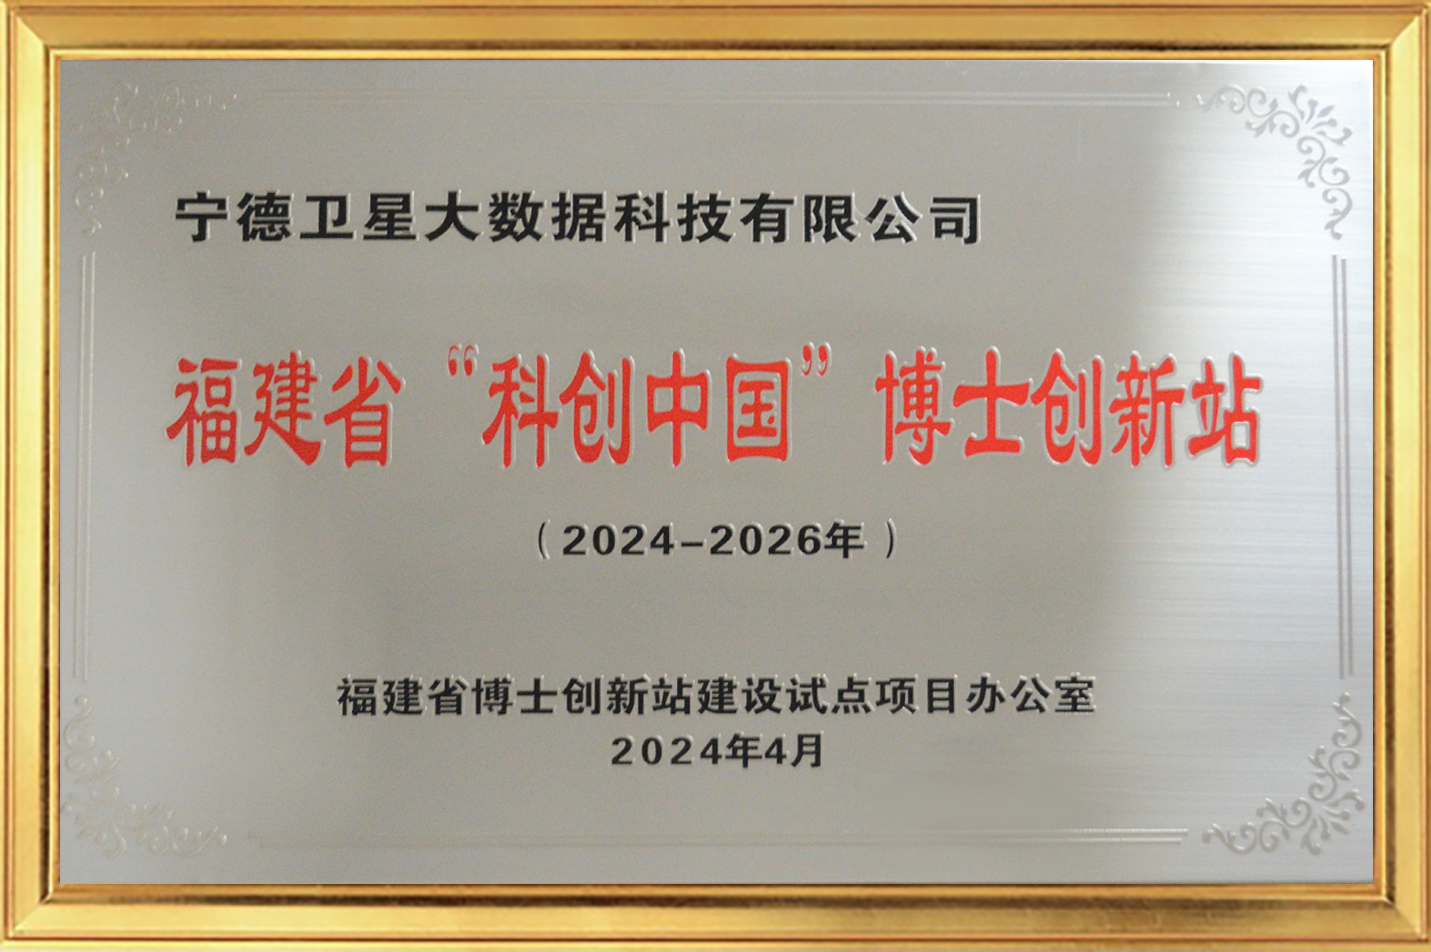 宁德卫星大数据科技有限公司
福建省“科创中国”博士创新站
（2024-2026年）
福建省博士创新站建设试点项目办公室
2024年4月